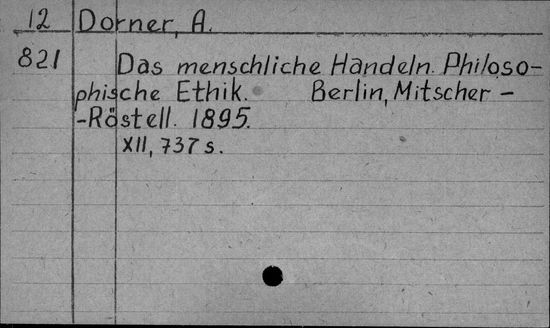 12 Dorner, A.
821 Das menschliche Handeln. Philoso-
phische Ethik. Berlin, Mitscher -
-Röstell. 1895.
XII, 737 s.